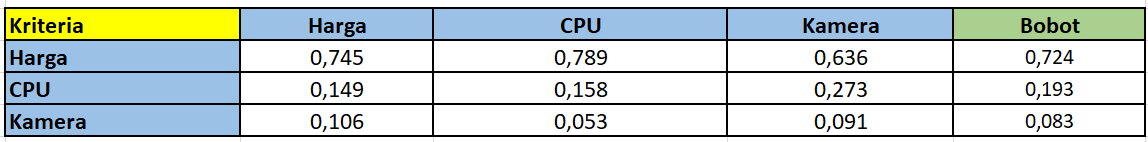 Kriteria Harga CPU Kamera Bobot
Harga 0,745 0,789 0,636 0,724
CPU 0,149 0,158 0,273 0,193
Kamera 0,106 0,053 0,091 0,083